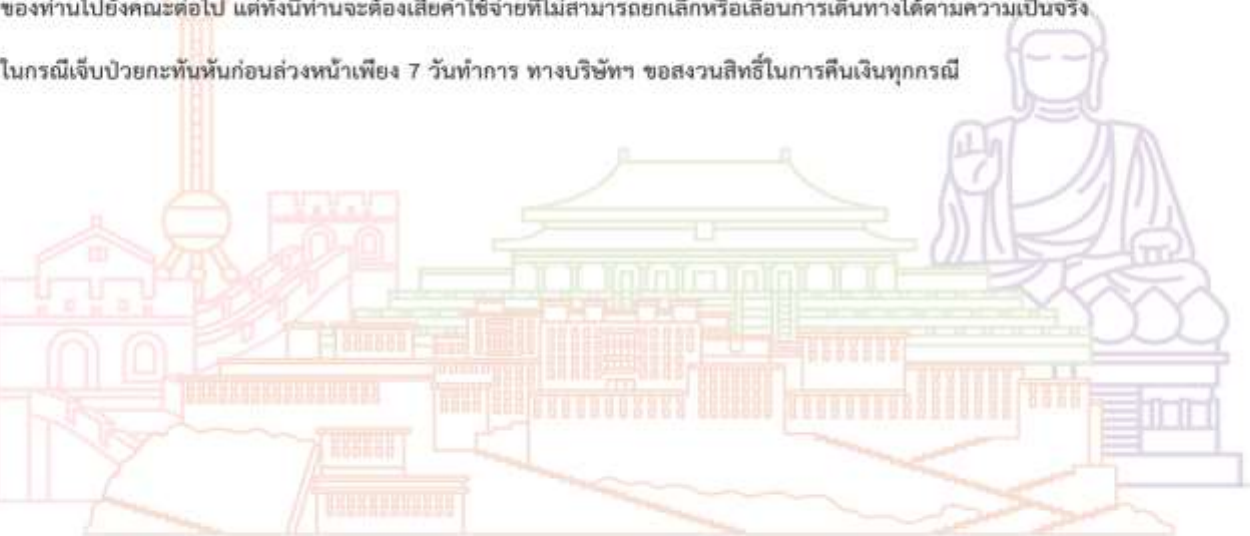 ของท่านไปยังคณะต่อไป แต่ทั้งนี้ท่านจะต้องเสียค่าใช้จ่ายที่ไม่สามารถยกเลิกหรือเลื่อนการเดินทางได้ตามความเป็นจริง
ในกรณีเจ็บป่วยกะทันหันก่อนล่วงหน้าเพียง 7 วันทำการ ทางบริษัทฯ ขอสงวนสิทธิ์ในการคืนเงินทุกกรณี